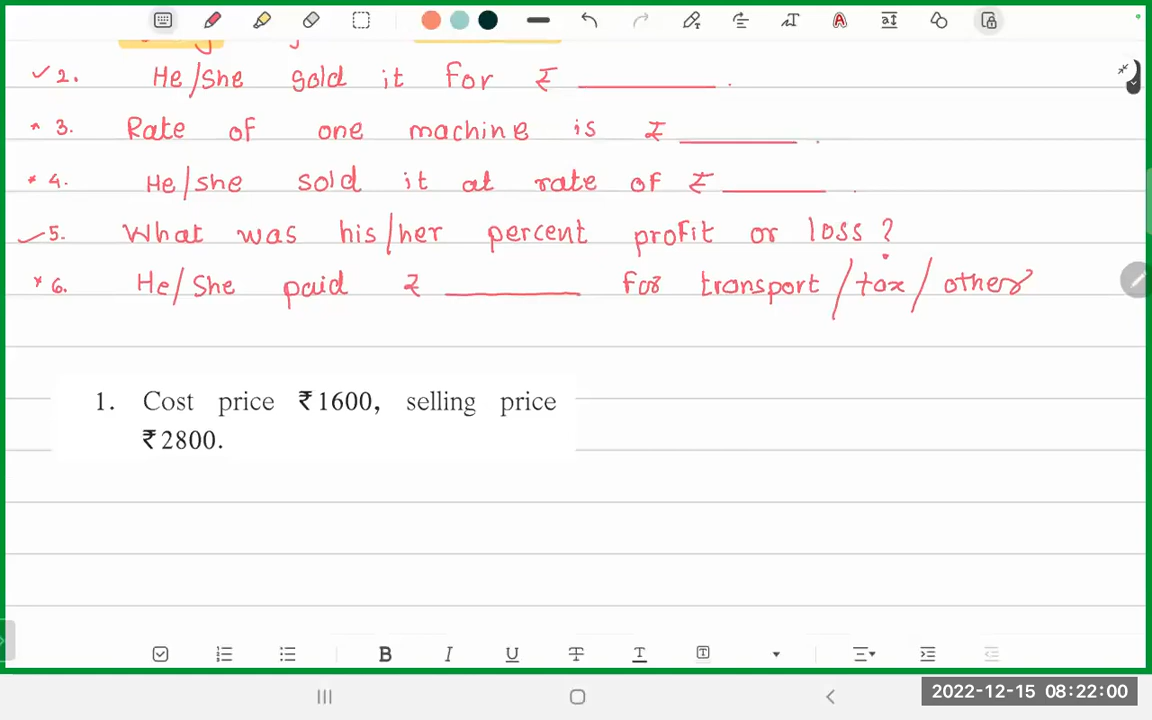 ✓2. He/She sold it for ₹ ________.
* 3. Rate of one machine is ₹ ________.
* 4. He/she sold it at rate of ₹ ________.
✓5. What was his/her percent profit or loss?
* 6. He/She paid ₹ ________ for transport/tax/other
1. Cost price ₹1600, selling price
₹2800.
B I U T T T
2022-12-15 08:22:00